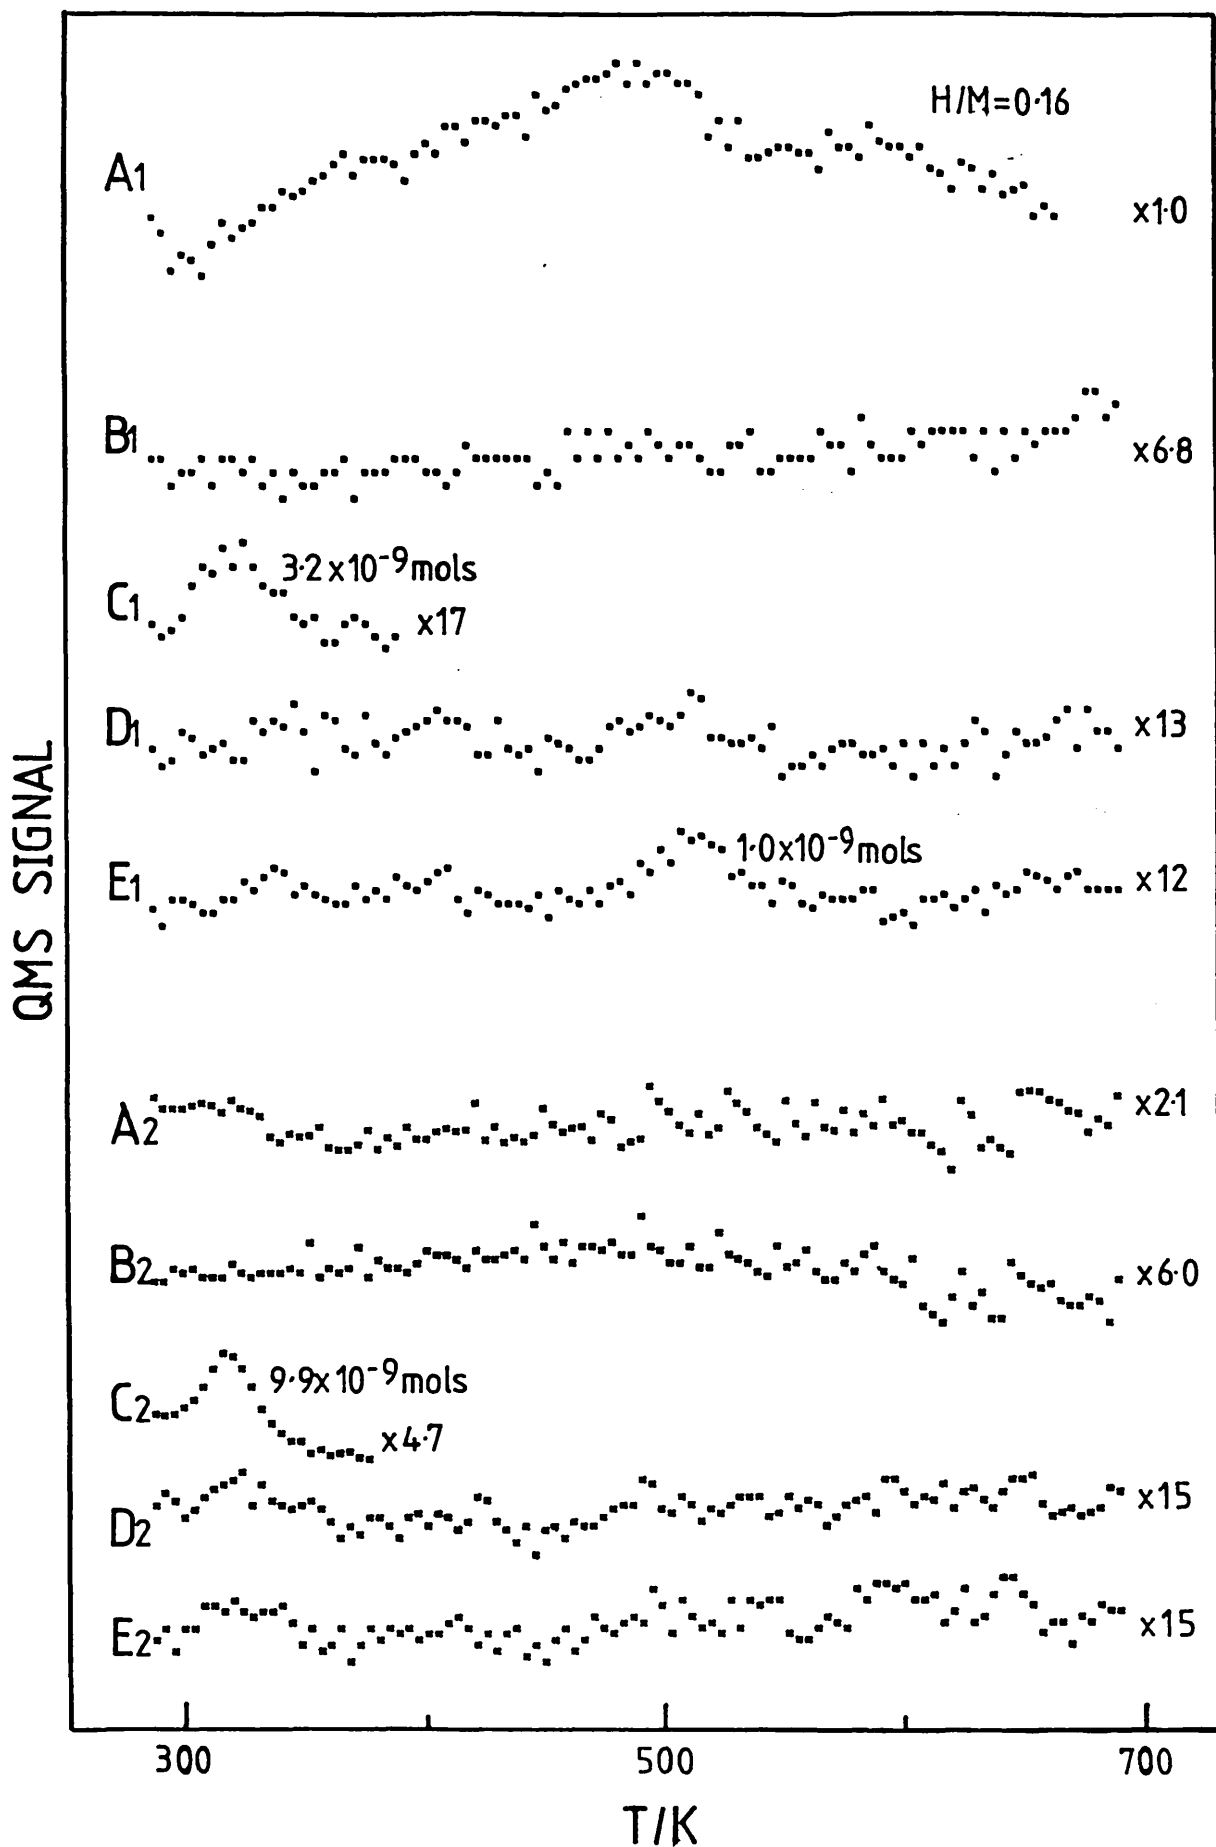 H/M=0·16
A1
x1·0
B1
x6·8
3·2x10⁻⁹mols
C1
x17
D1
x13
1·0x10⁻⁹mols
E1
x12
QMS SIGNAL
A2
x2·1
B2
x6·0
9·9x10⁻⁹mols
C2
x4·7
D2
x15
E2
x15
300 500 700
T/K